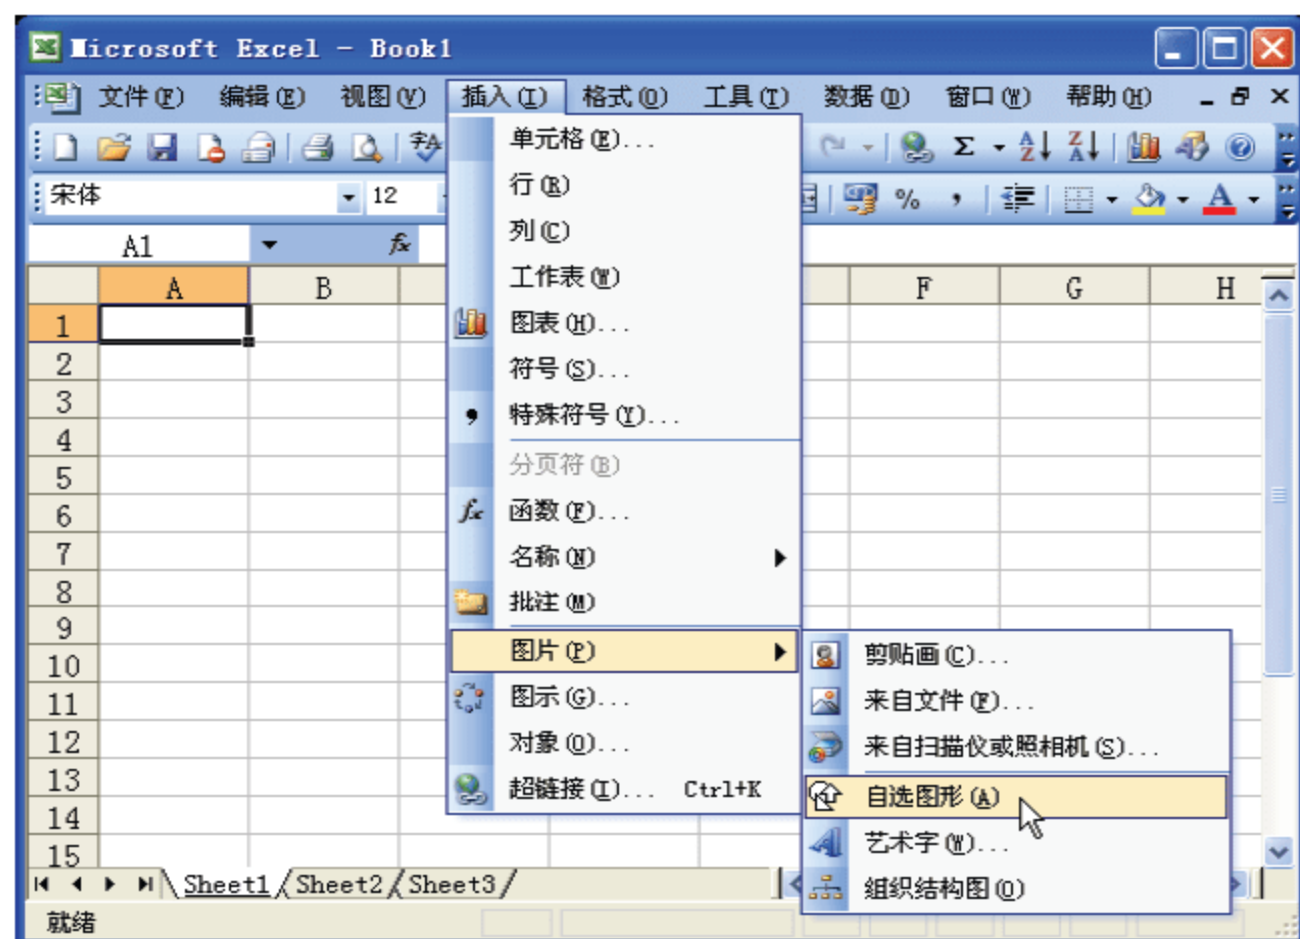 Microsoft Excel - Book1
文件(F) 编辑(E) 视图(V) 插入(I) 格式(O) 工具(T) 数据(D) 窗口(W) 帮助(H)
宋体 12 % ,
A1 fx
A B F G H
1
2
3
4
5
6
7
8
9
10
11
12
13
14
15
单元格(E)...
行(R)
列(C)
工作表(W)
图表(H)...
符号(S)...
特殊符号(Y)...
分页符(B)
fx 函数(F)...
名称(N)
批注(M)
图片(P)
图示(G)...
对象(O)...
超链接(I)... Ctrl+K
剪贴画(C)...
来自文件(F)...
来自扫描仪或照相机(S)...
自选图形(A)
艺术字(W)...
组织结构图(O)
Sheet1 Sheet2 Sheet3
就绪